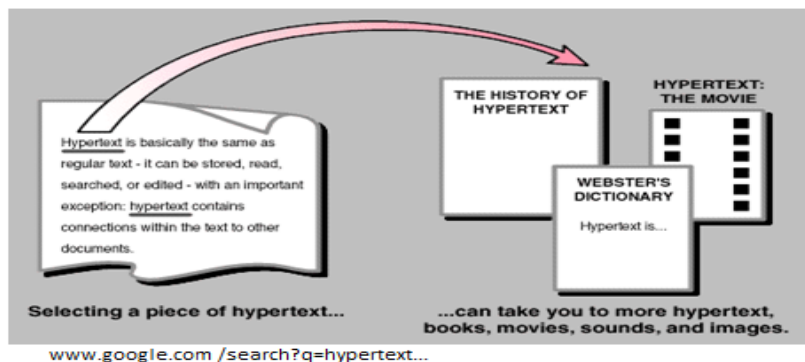 Hypertext is basically the same as
regular text - it can be stored, read,
searched, or edited - with an important
exception: hypertext contains
connections within the text to other
documents.
Selecting a piece of hypertext...
THE HISTORY OF
HYPERTEXT
HYPERTEXT:
THE MOVIE
WEBSTER'S
DICTIONARY
Hypertext is...
...can take you to more hypertext,
books, movies, sounds, and images.
www.google.com /search?q=hypertext...